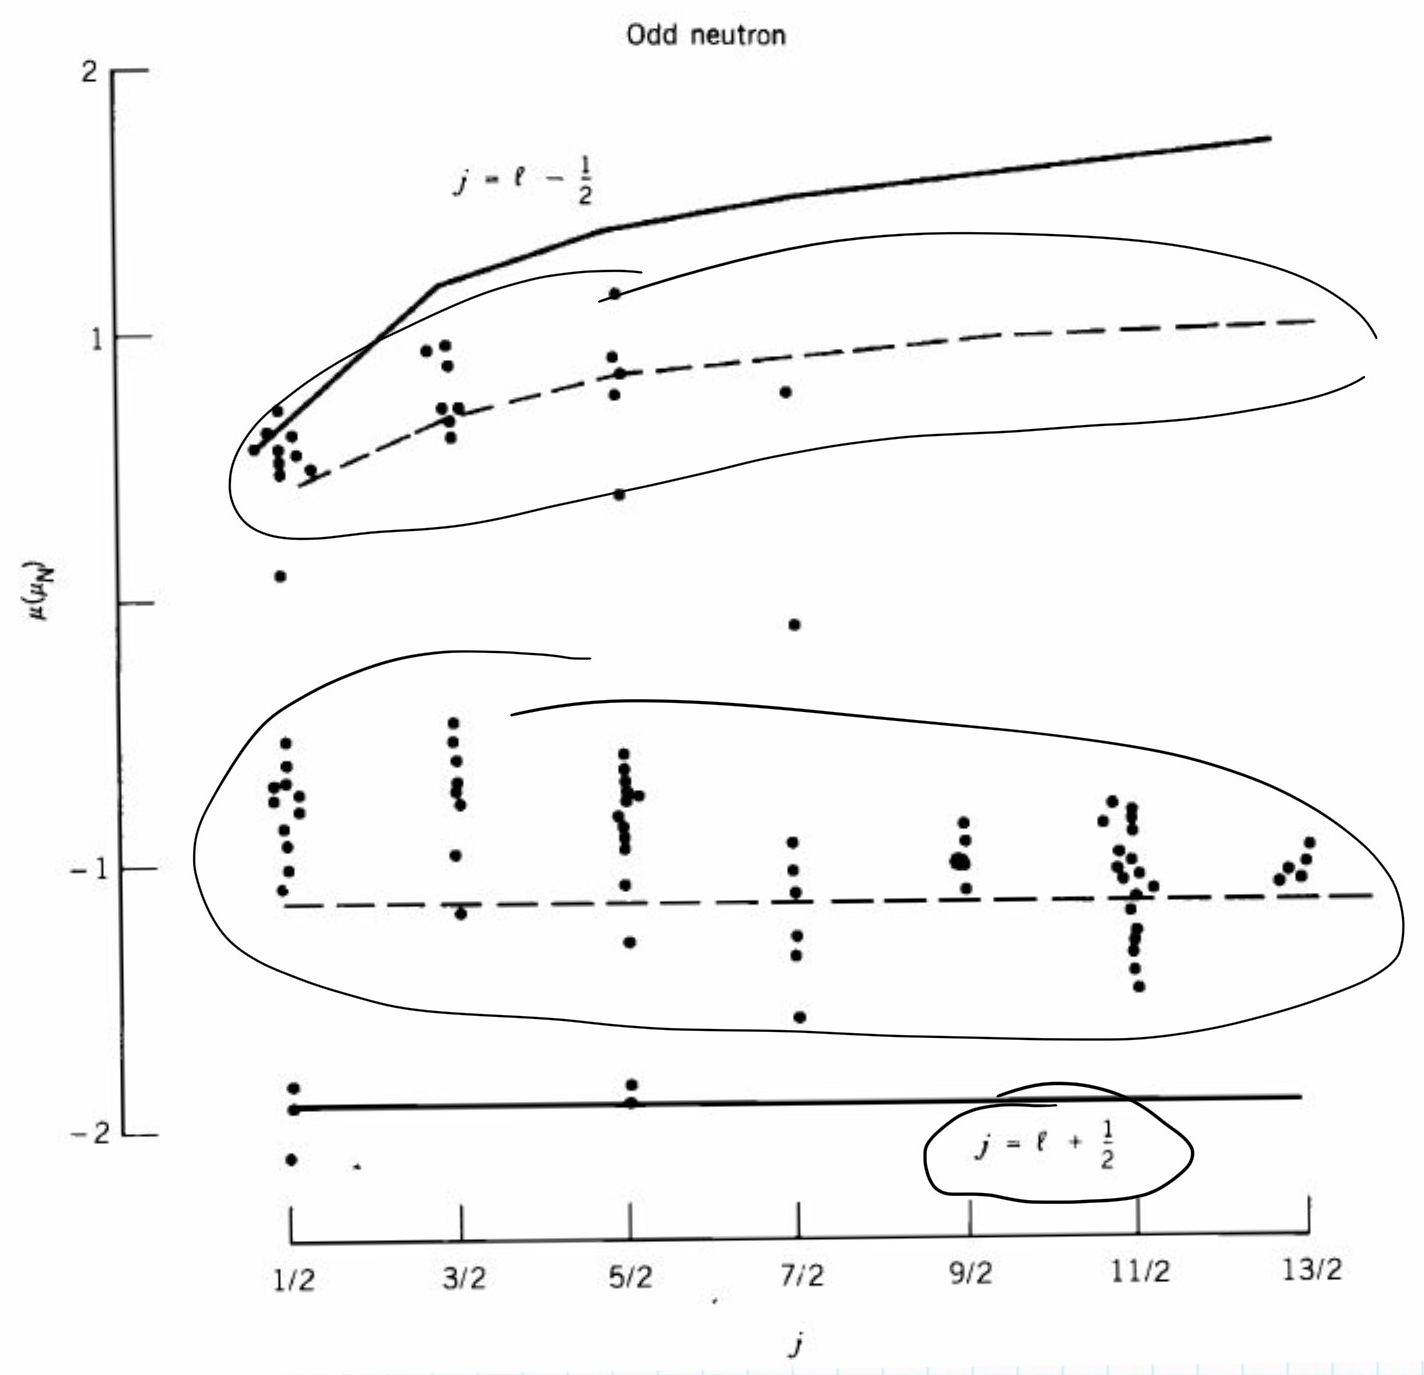 Odd neutron
2
j = ℓ − 1/2
1
μ(μN)
-1
-2
j = ℓ + 1/2
1/2 3/2 5/2 7/2 9/2 11/2 13/2
j